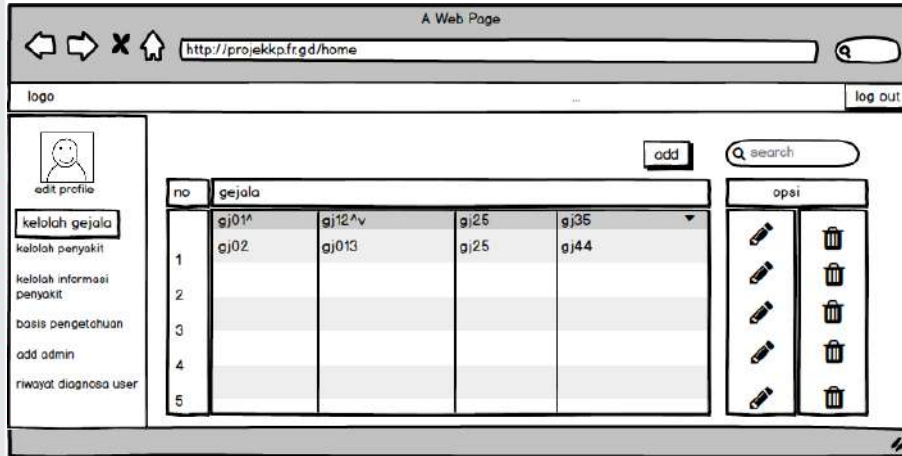 A Web Page
http://projekkp.fr.gd/home
logo ... log out
add search
edit profile
no gejala opsi
kelolah gejala
kelolah penyakit
kelolah informasi
penyakit
basis pengetahuan
add admin
riwayat diagnosa user
gj01^ gj12^v gj25 gj35
gj02 gj013 gj25 gj44
1
2
3
4
5